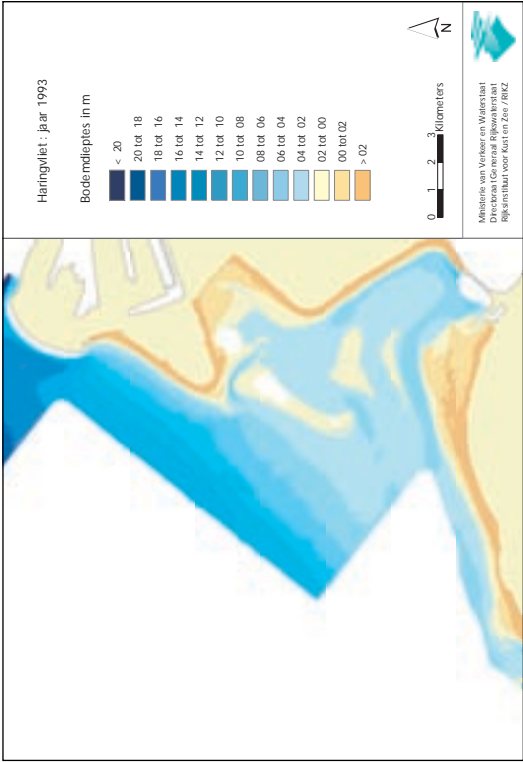 Haringvliet : jaar 1993
Bodemdieptes in m
< 20
20 tot 18
18 tot 16
16 tot 14
14 tot 12
12 tot 10
10 tot 08
08 tot 06
06 tot 04
04 tot 02
02 tot 00
00 tot 02
> 02
N
0 1 2 3 Kilometers
Ministerie van Verkeer en Waterstaat
Directoraat Generaal Rijkswaterstaat
Rijksinstituut voor Kust en Zee / RIKZ